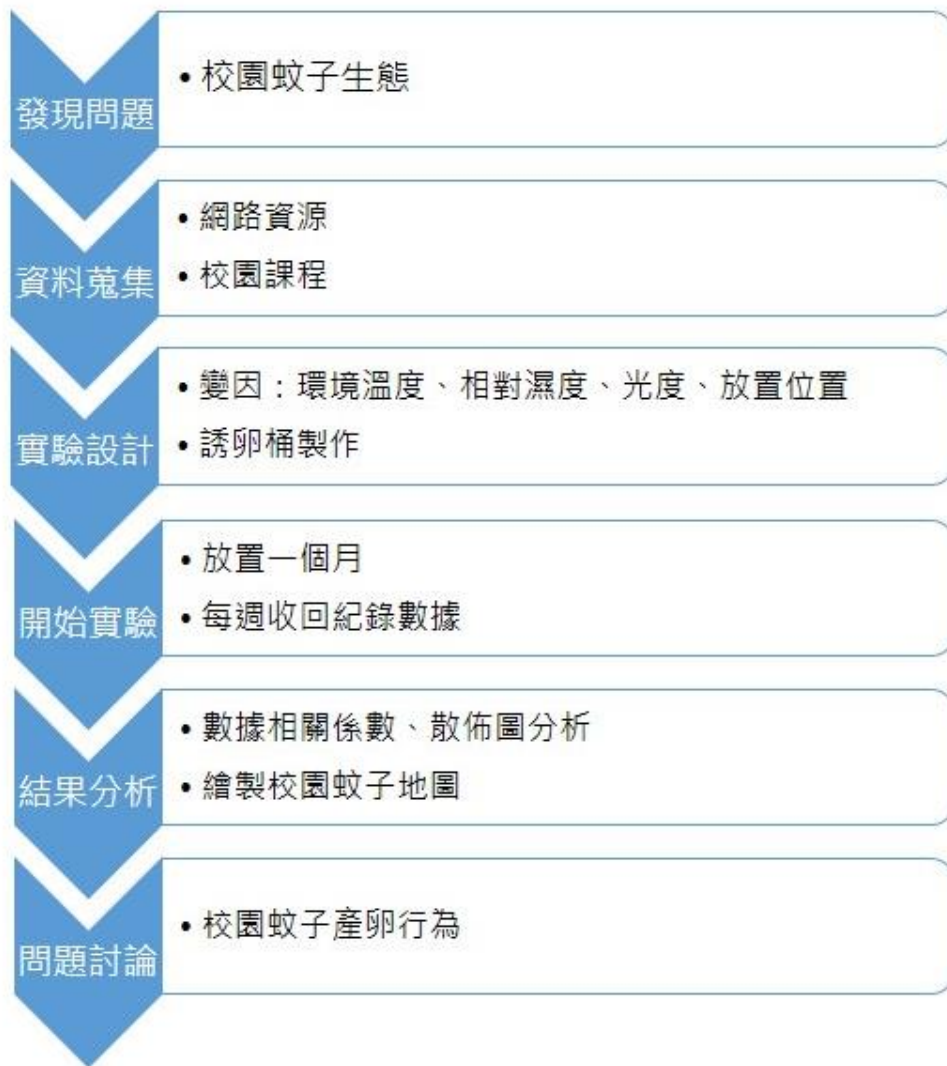 發現問題
• 校園蚊子生態
資料蒐集
• 網路資源
• 校園課程
實驗設計
• 變因：環境溫度、相對濕度、光度、放置位置
• 誘卵桶製作
開始實驗
• 放置一個月
• 每週收回紀錄數據
結果分析
• 數據相關係數、散佈圖分析
• 繪製校園蚊子地圖
問題討論
• 校園蚊子產卵行為